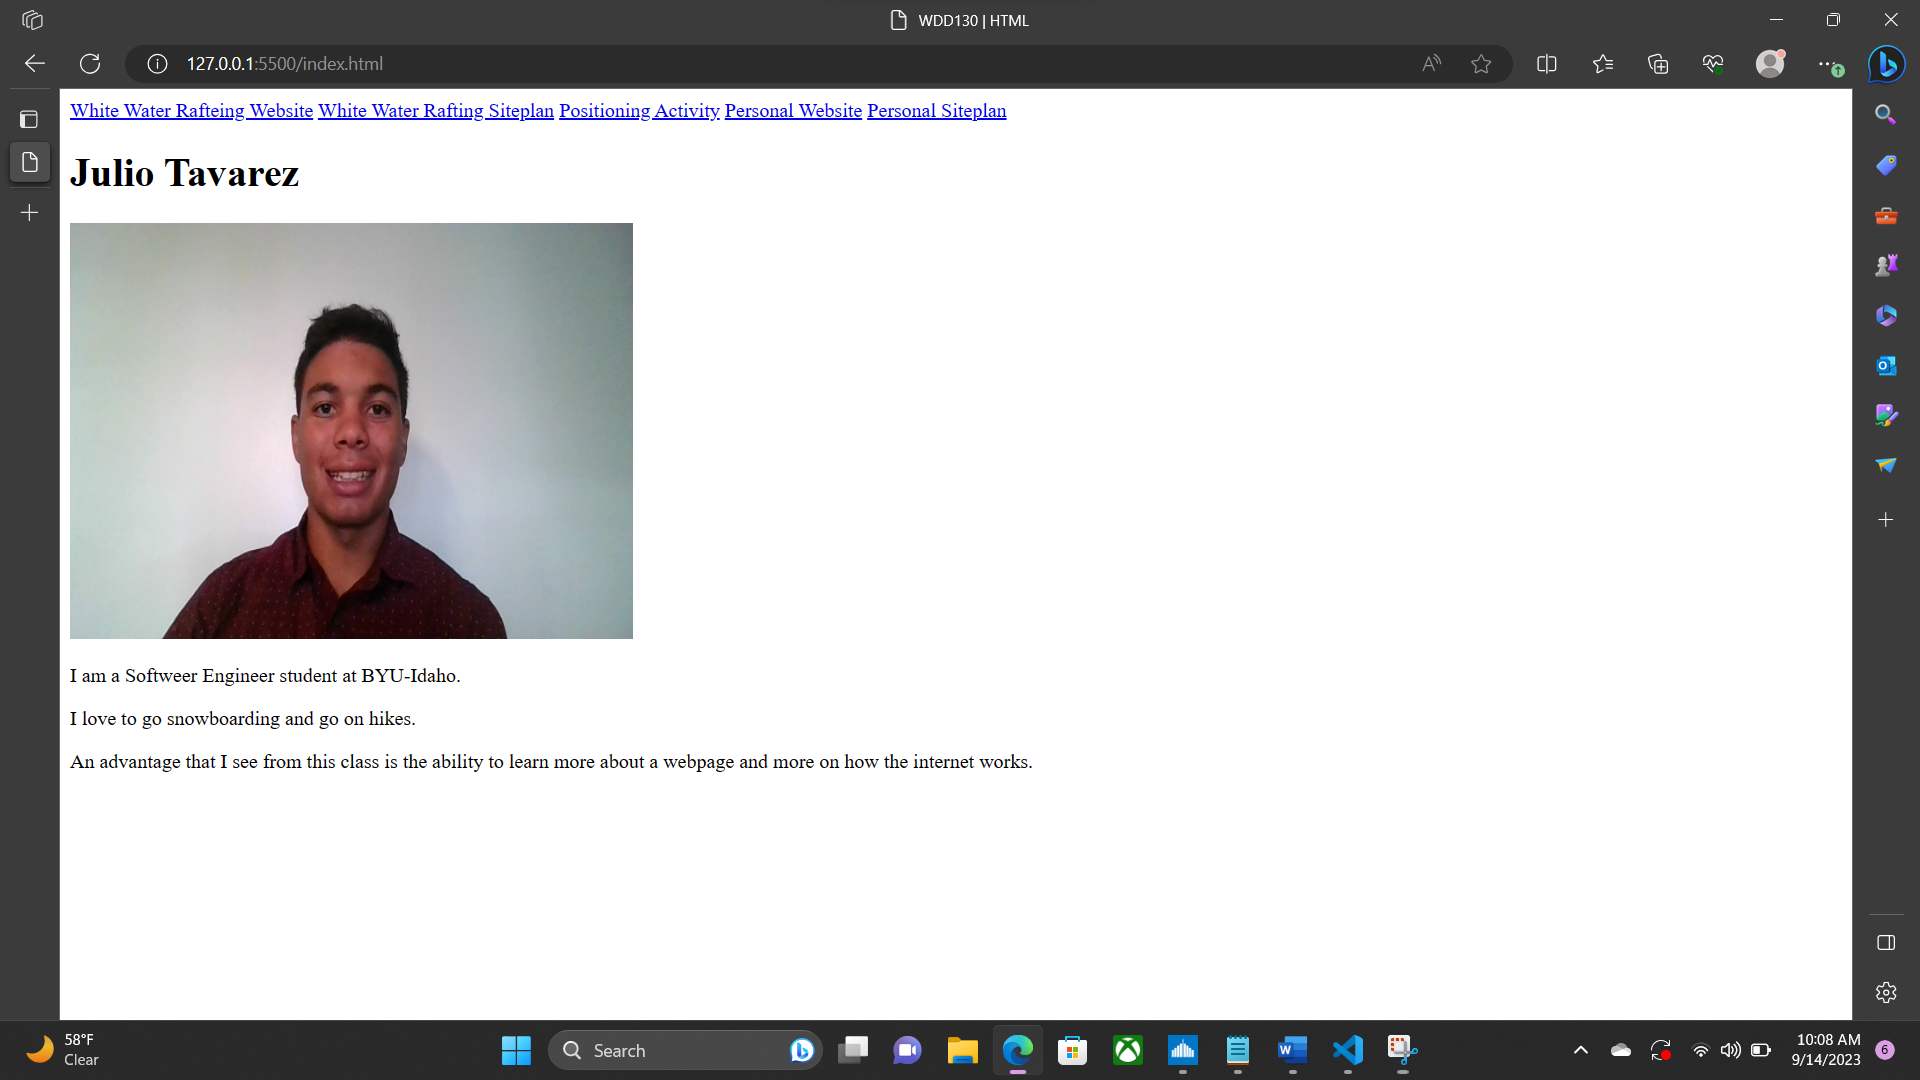 WDD130 | HTML
127.0.0.1:5500/index.html
White Water Rafteing Website White Water Rafting Siteplan Positioning Activity Personal Website Personal Siteplan
Julio Tavarez
I am a Softweer Engineer student at BYU-Idaho.
I love to go snowboarding and go on hikes.
An advantage that I see from this class is the ability to learn more about a webpage and more on how the internet works.
58°F
Clear
Search
10:08 AM
9/14/2023
6